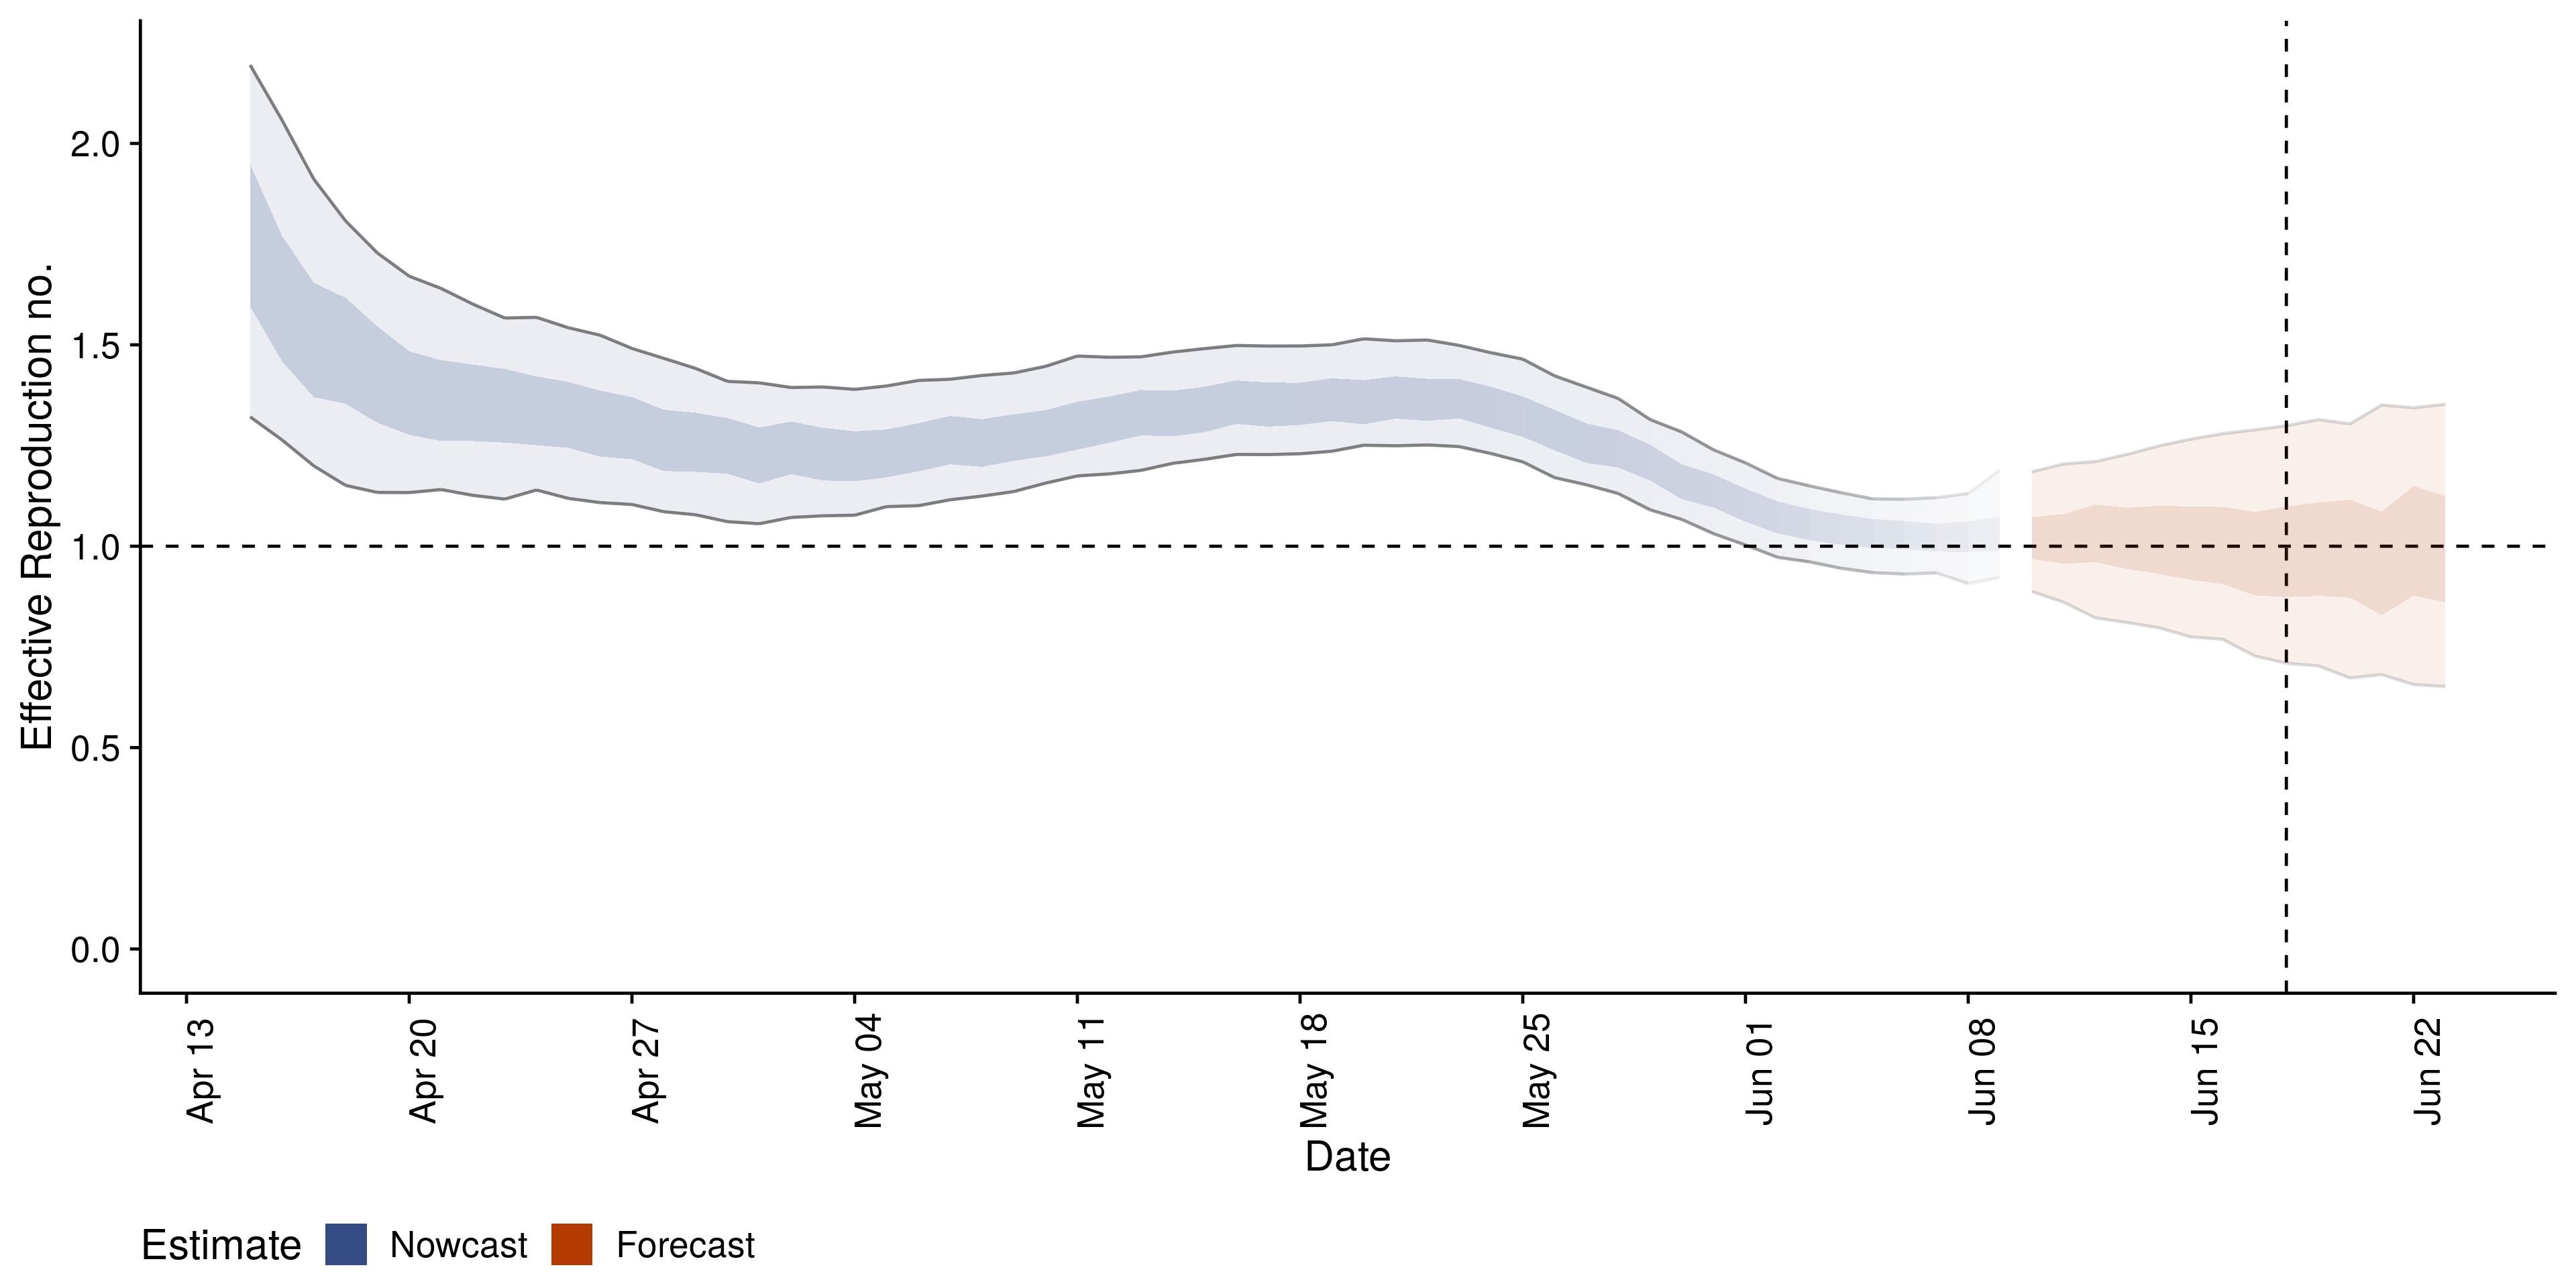 Effective Reproduction no.
2.0
1.5
1.0
0.5
0.0
Apr 13
Apr 20
Apr 27
May 04
May 11
May 18
May 25
Jun 01
Jun 08
Jun 15
Jun 22
Date
Estimate Nowcast Forecast